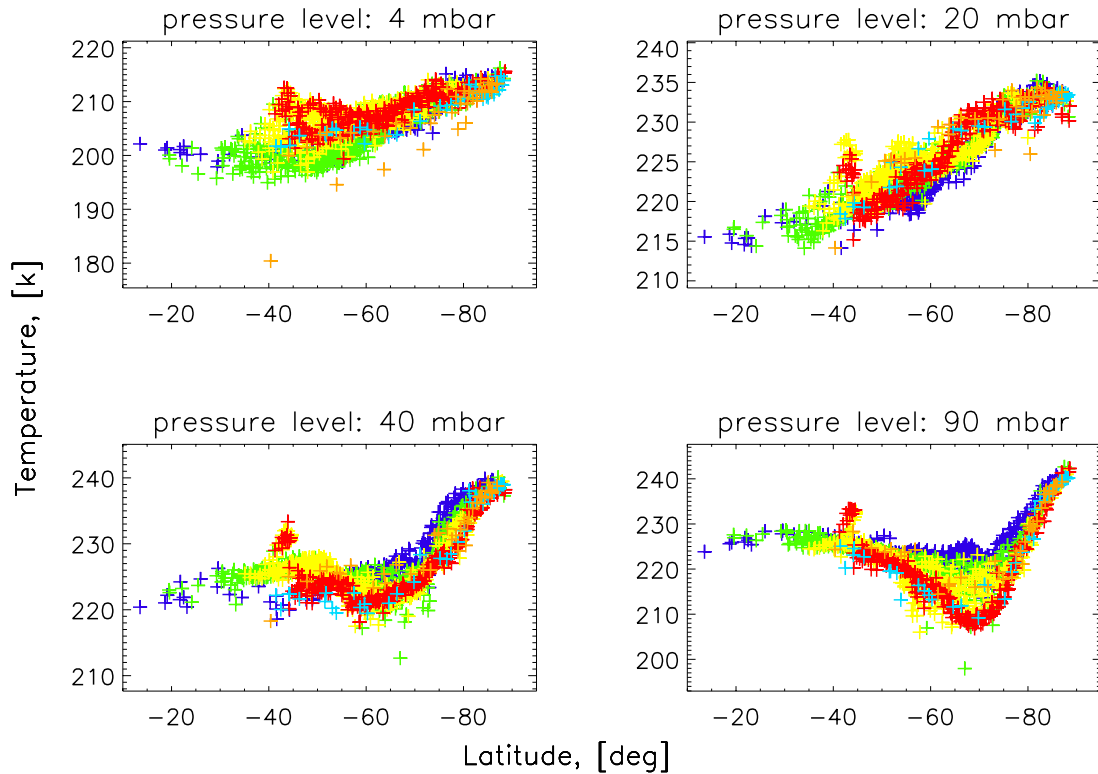 pressure level: 4 mbar
pressure level: 20 mbar
220
210
200
190
180
240
235
230
225
220
215
210
−20 −40 −60 −80
−20 −40 −60 −80
Temperature, [k]
pressure level: 40 mbar
pressure level: 90 mbar
240
230
220
210
240
230
220
210
200
−20 −40 −60 −80
−20 −40 −60 −80
Latitude, [deg]